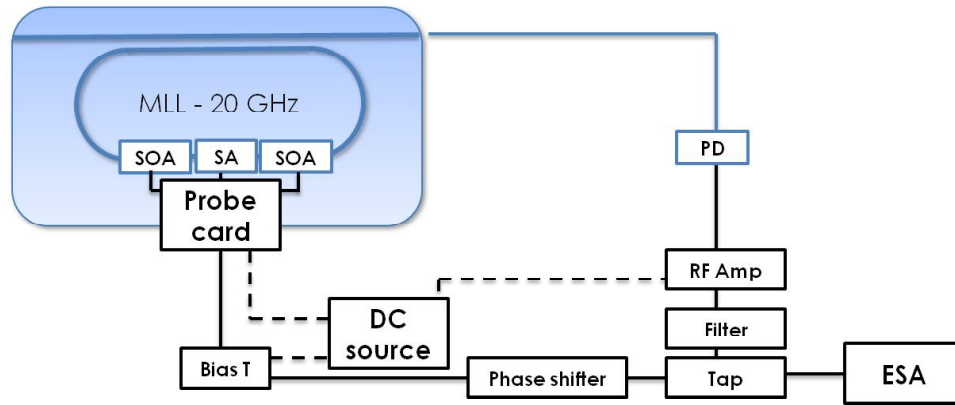 MLL - 20 GHz
SOA
SA
SOA
Probe
card
PD
RF Amp
DC
source
Filter
Bias T
Phase shifter
Tap
ESA